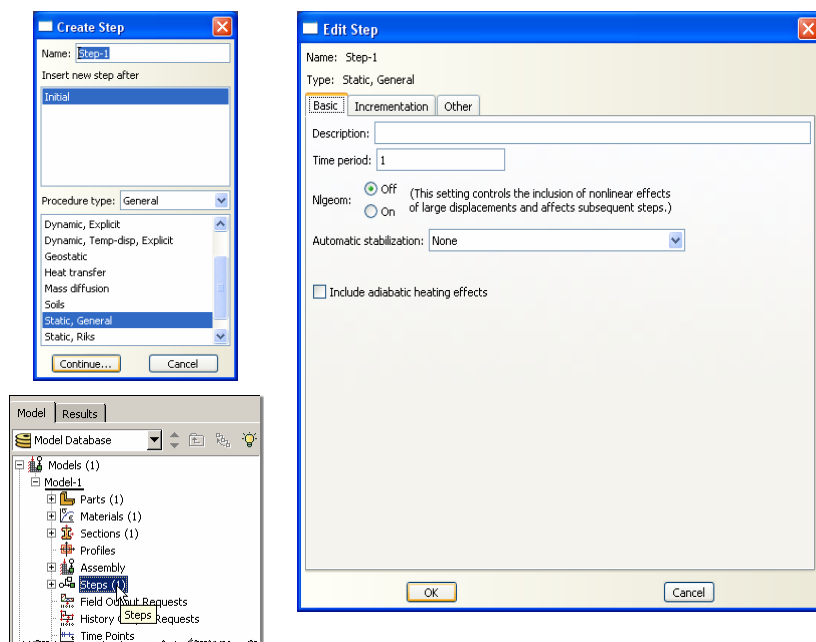 Create Step
Name: Step-1
Insert new step after
Initial
Procedure type: General
Dynamic, Explicit
Dynamic, Temp-disp, Explicit
Geostatic
Heat transfer
Mass diffusion
Soils
Static, General
Static, Riks
Continue...
Cancel
Model
Results
Model Database
Models (1)
Model-1
Parts (1)
Materials (1)
Sections (1)
Profiles
Assembly
Steps (1)
Field Output Requests
History Requests
Steps
Time Points
Edit Step
Name: Step-1
Type: Static, General
Basic
Incrementation
Other
Description:
Time period: 1
Nlgeom:
Off
On
(This setting controls the inclusion of nonlinear effects
of large displacements and affects subsequent steps.)
Automatic stabilization: None
Include adiabatic heating effects
OK
Cancel